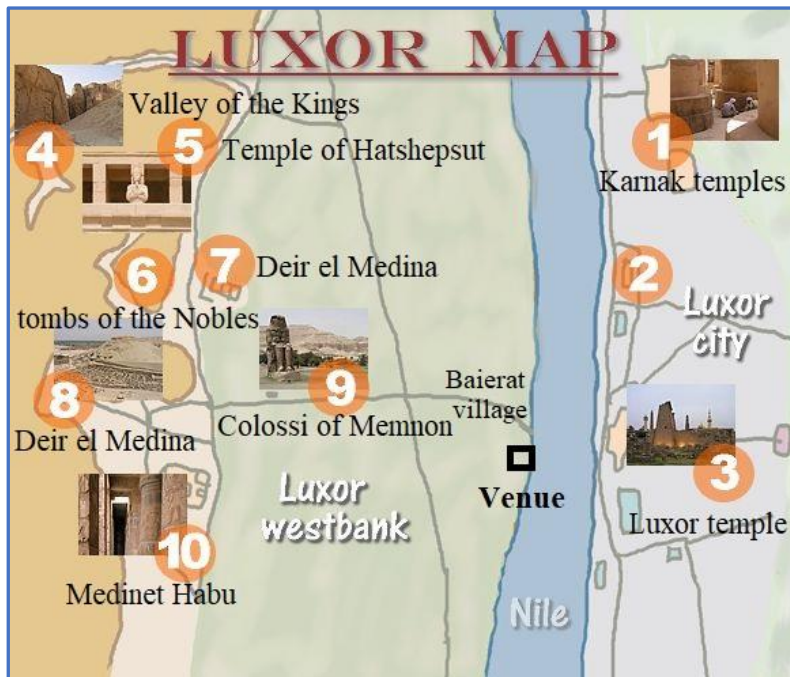 LUXOR MAP
4
Valley of the Kings
5
Temple of Hatshepsut
1
Karnak temples
6
tombs of the Nobles
7
Deir el Medina
2
Luxor
city
8
Deir el Medina
9
Colossi of Memnon
Baierat
village
Venue
3
Luxor temple
Luxor
westbank
10
Medinet Habu
Nile